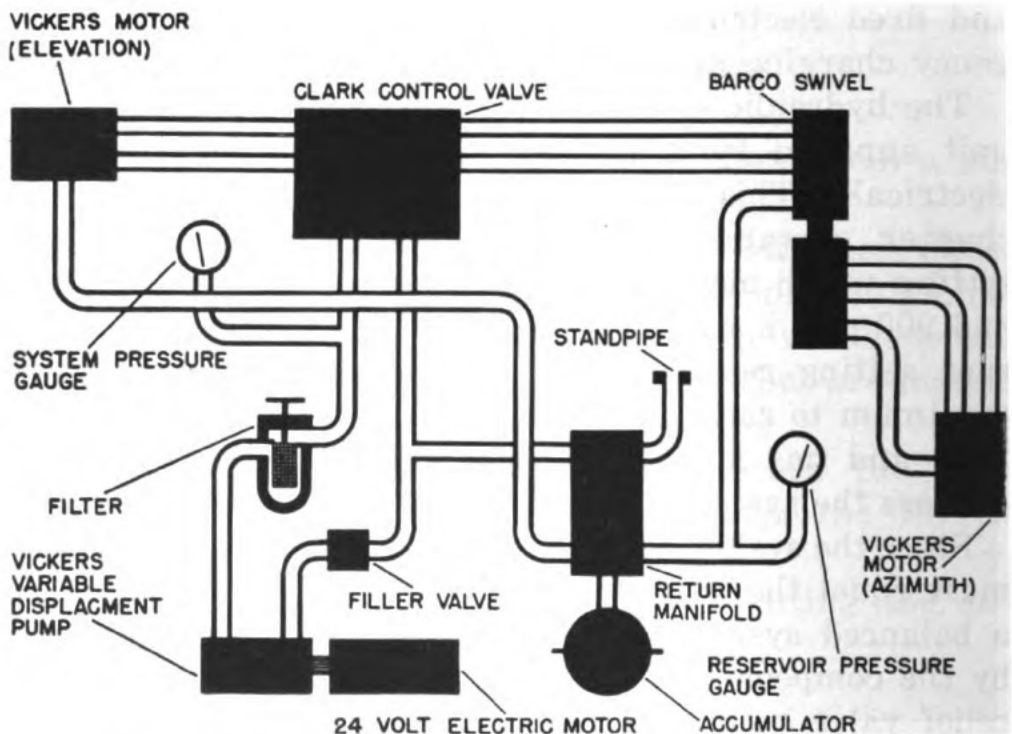 VICKERS MOTOR
(ELEVATION)
CLARK CONTROL VALVE
BARCO SWIVEL
SYSTEM PRESSURE
GAUGE
STANDPIPE
FILTER
VICKERS
VARIABLE
DISPLACMENT
PUMP
FILLER VALVE
RETURN
MANIFOLD
VICKERS
MOTOR
(AZIMUTH)
RESERVOIR PRESSURE
GAUGE
24 VOLT ELECTRIC MOTOR
ACCUMULATOR